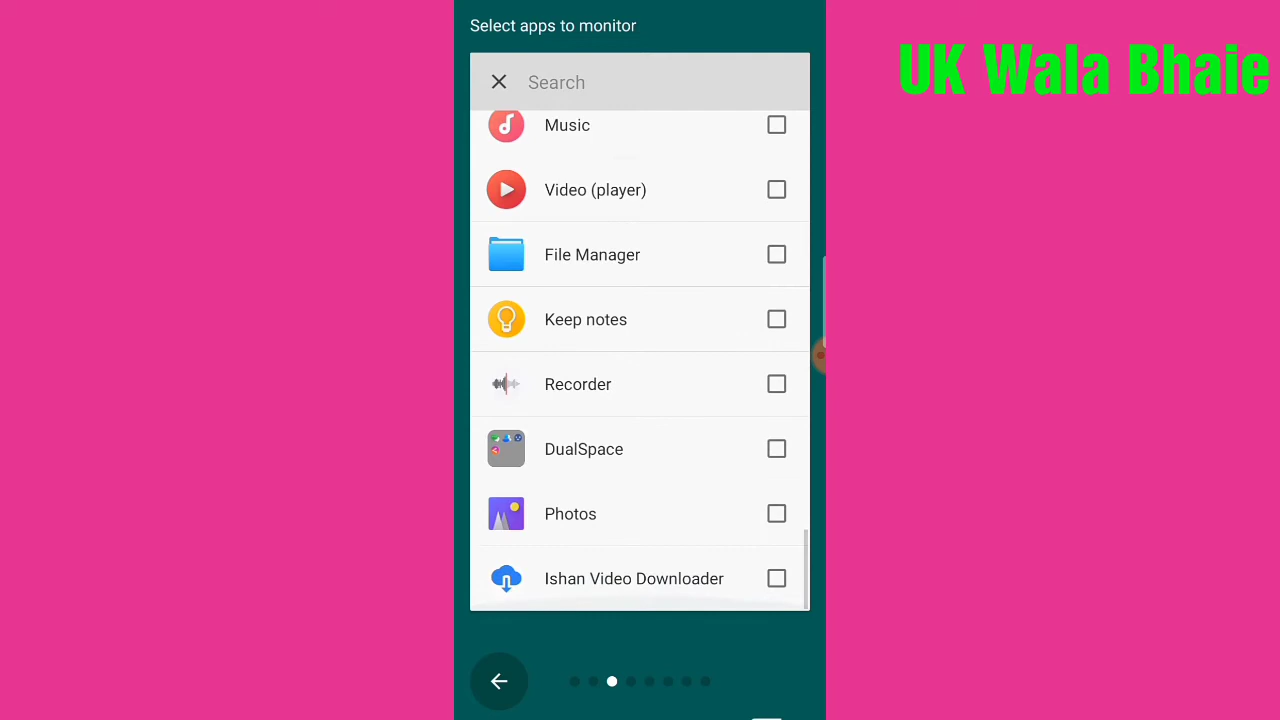 Select apps to monitor
UK Wala Bhaie
Search
Music
Video (player)
File Manager
Keep notes
Recorder
DualSpace
Photos
Ishan Video Downloader